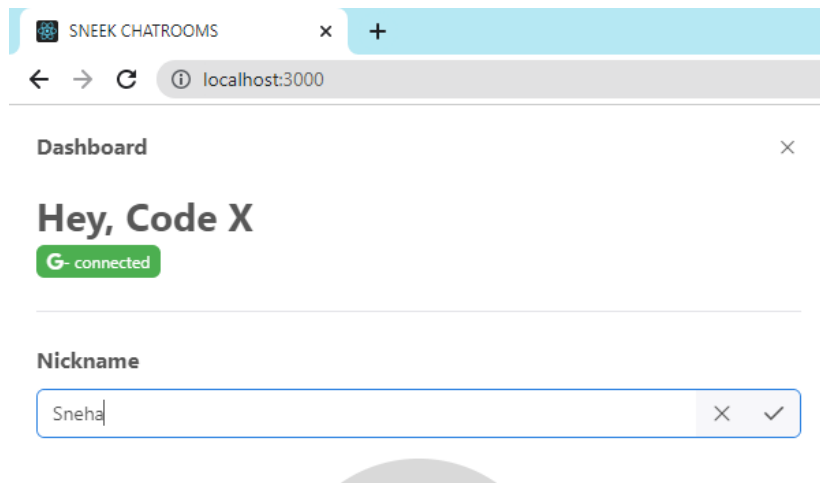 SNEEK CHATROOMS
localhost:3000
Dashboard
Hey, Code X
G- connected
Nickname
Sneha